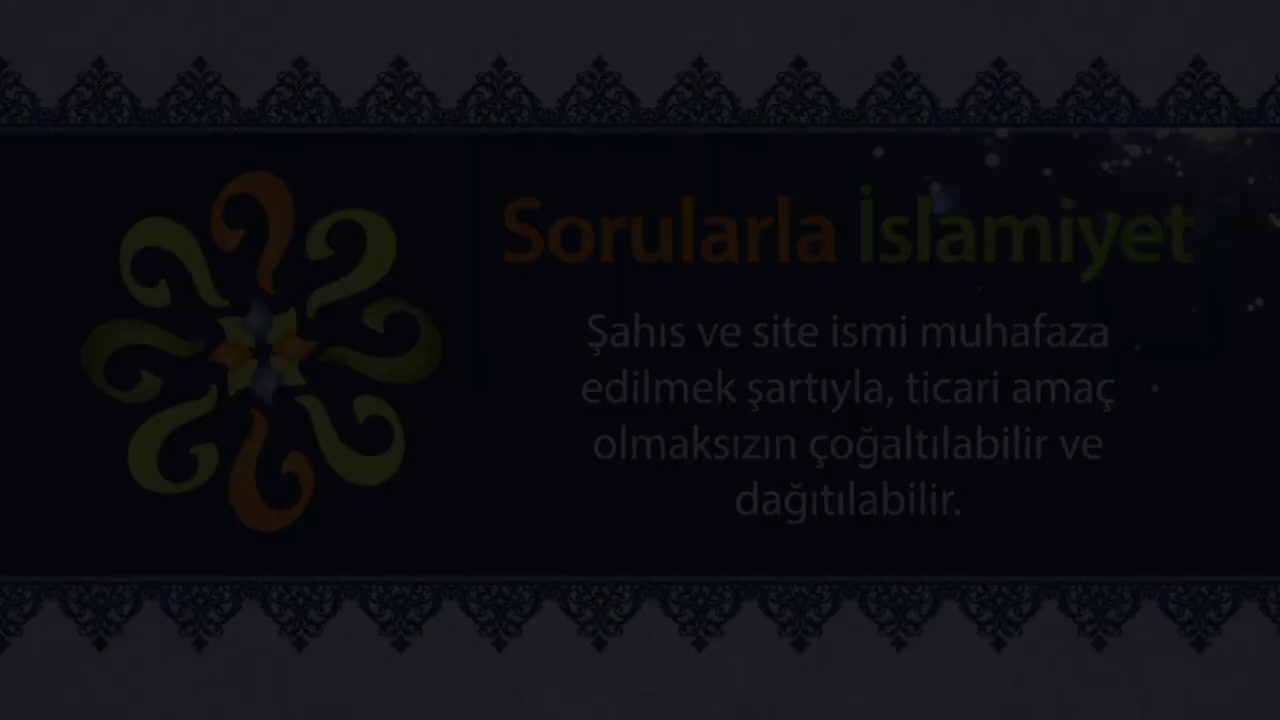 Sorularla İslamiyet
Şahıs ve site ismi muhafaza
edilmek şartıyla, ticari amaç
olmaksızın çoğaltılabilir ve
dağıtılabilir.